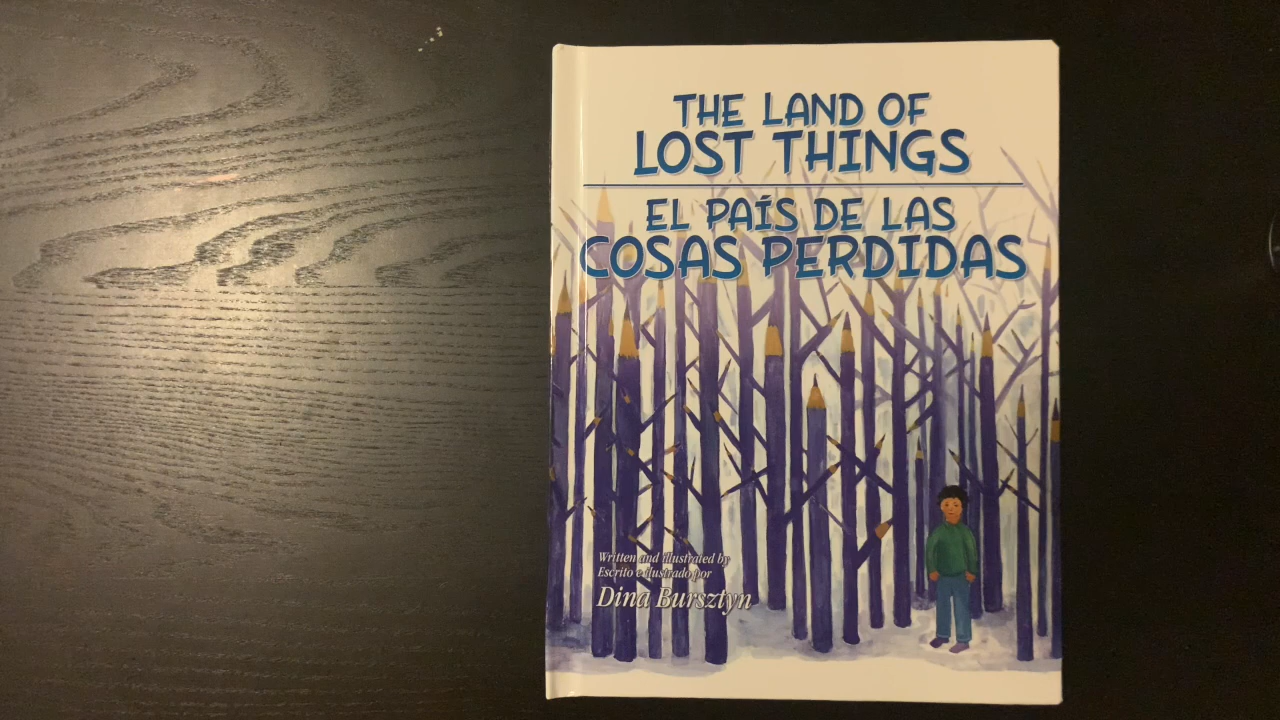 THE LAND OF
LOST THINGS
EL PAÍS DE LAS
COSAS PERDIDAS
Written and illustrated by
Escrito e ilustrado por
Dina Bursztyn